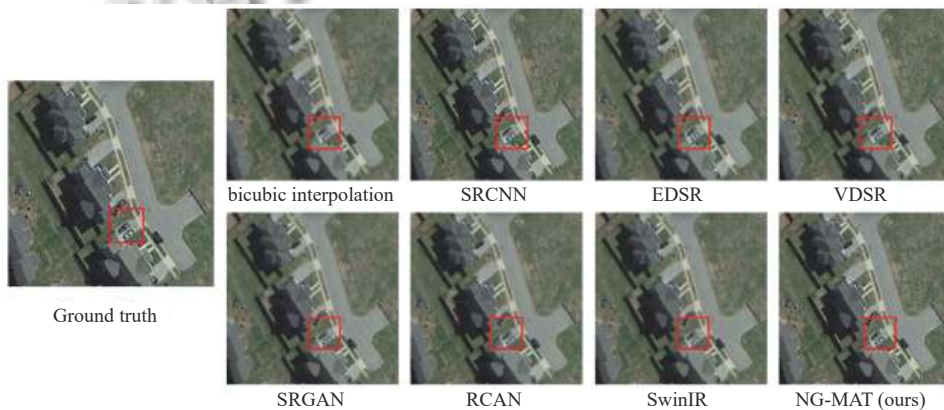 bicubic interpolation
SRCNN
EDSR
VDSR
Ground truth
SRGAN
RCAN
SwinIR
NG-MAT (ours)